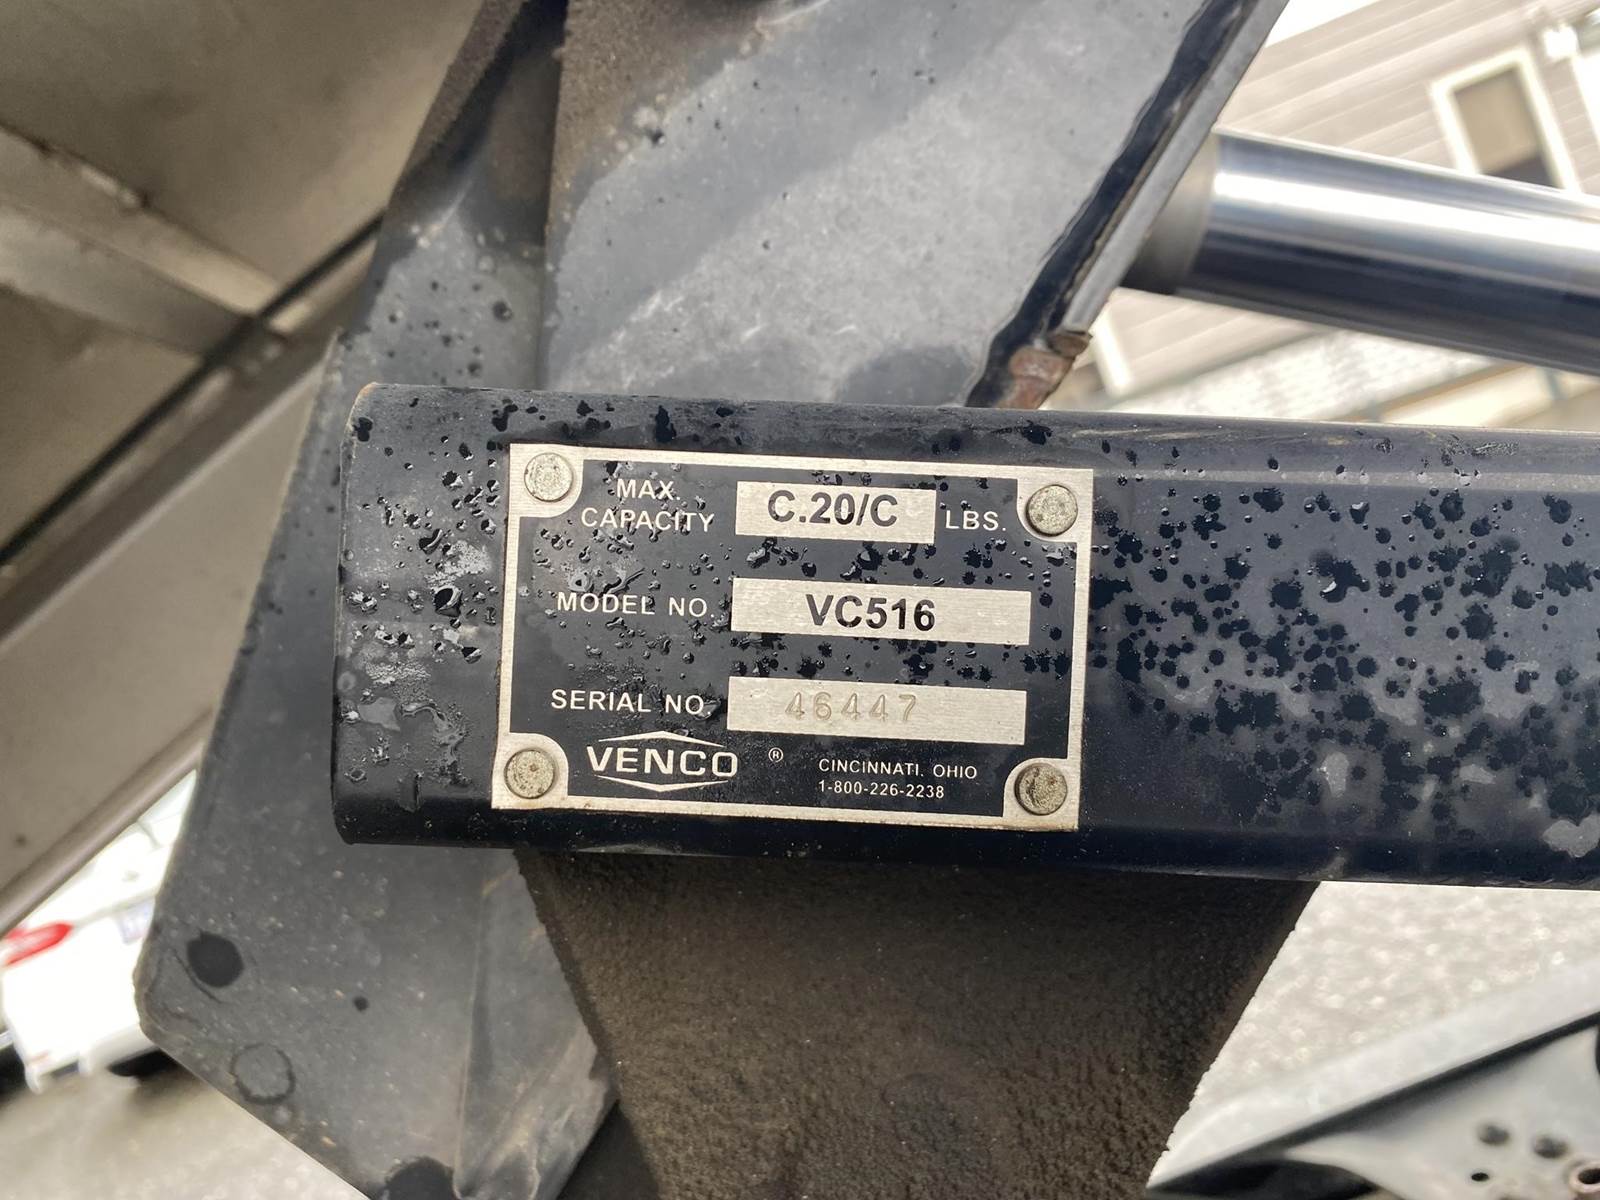 MAX.
CAPACITY C.20/C LBS.
MODEL NO. VC516
SERIAL NO. 46447
VENCO ®
CINCINNATI, OHIO
1-800-226-2238